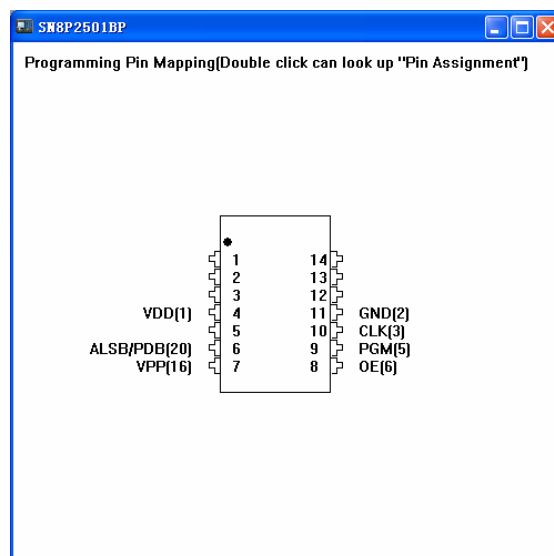 SN8P2501BP
Programming Pin Mapping(Double click can look up "Pin Assignment")
1 14
2 13
3 12
VDD(1) 4 11 GND(2)
5 10 CLK(3)
ALSB/PDB(20) 6 9 PGM(5)
VPP(16) 7 8 OE(6)